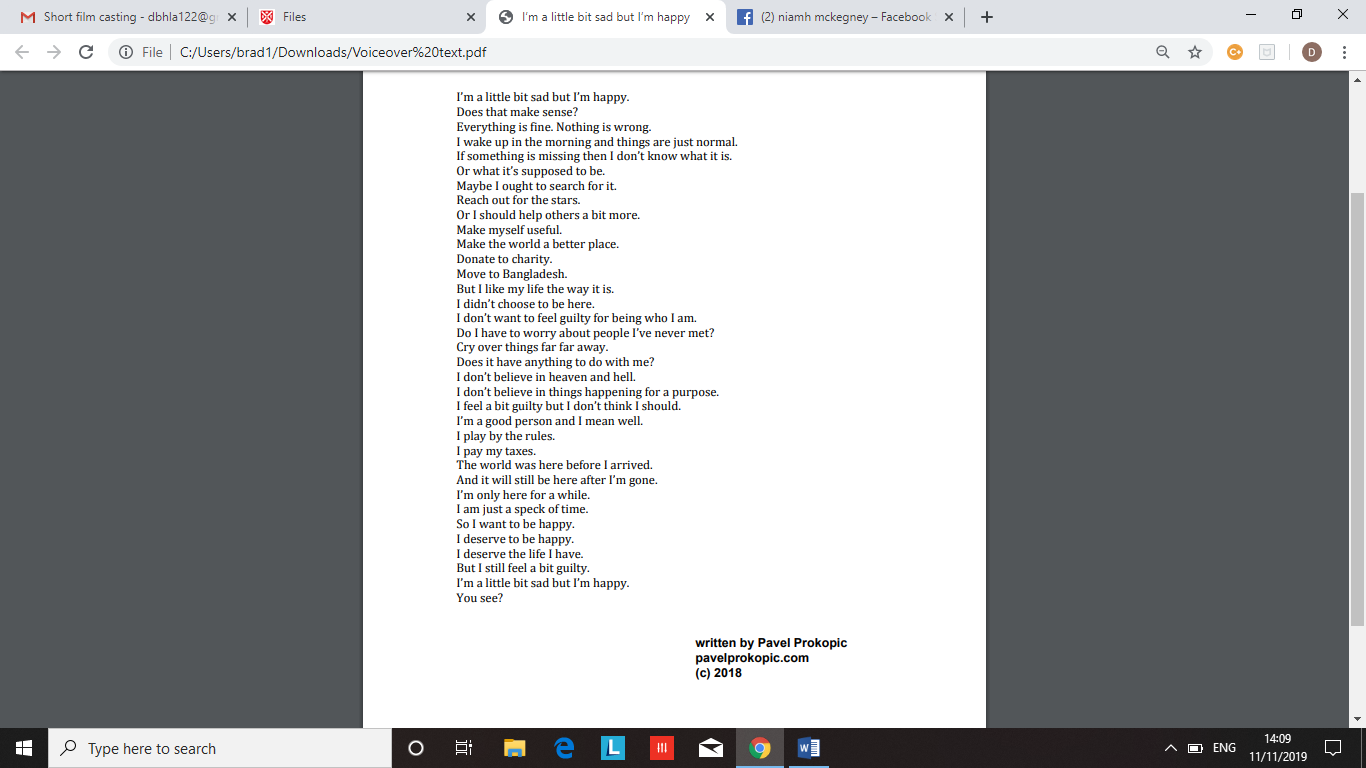 Short film casting - dbhla122@g
Files
I'm a little bit sad but I'm happy
(2) niamh mckegney – Facebook
File
C:/Users/brad1/Downloads/Voiceover%20text.pdf
C+
D
I'm a little bit sad but I'm happy.
Does that make sense?
Everything is fine. Nothing is wrong.
I wake up in the morning and things are just normal.
If something is missing then I don't know what it is.
Or what it's supposed to be.
Maybe I ought to search for it.
Reach out for the stars.
Or I should help others a bit more.
Make myself useful.
Make the world a better place.
Donate to charity.
Move to Bangladesh.
But I like my life the way it is.
I didn't choose to be here.
I don't want to feel guilty for being who I am.
Do I have to worry about people I've never met?
Cry over things far far away.
Does it have anything to do with me?
I don't believe in heaven and hell.
I don't believe in things happening for a purpose.
I feel a bit guilty but I don't think I should.
I'm a good person and I mean well.
I play by the rules.
I pay my taxes.
The world was here before I arrived.
And it will still be here after I'm gone.
I'm only here for a while.
I am just a speck of time.
So I want to be happy.
I deserve to be happy.
I deserve the life I have.
But I still feel a bit guilty.
I'm a little bit sad but I'm happy.
You see?
written by Pavel Prokopic
pavelprokopic.com
(c) 2018
Type here to search
L
W
ENG
14:09
11/11/2019